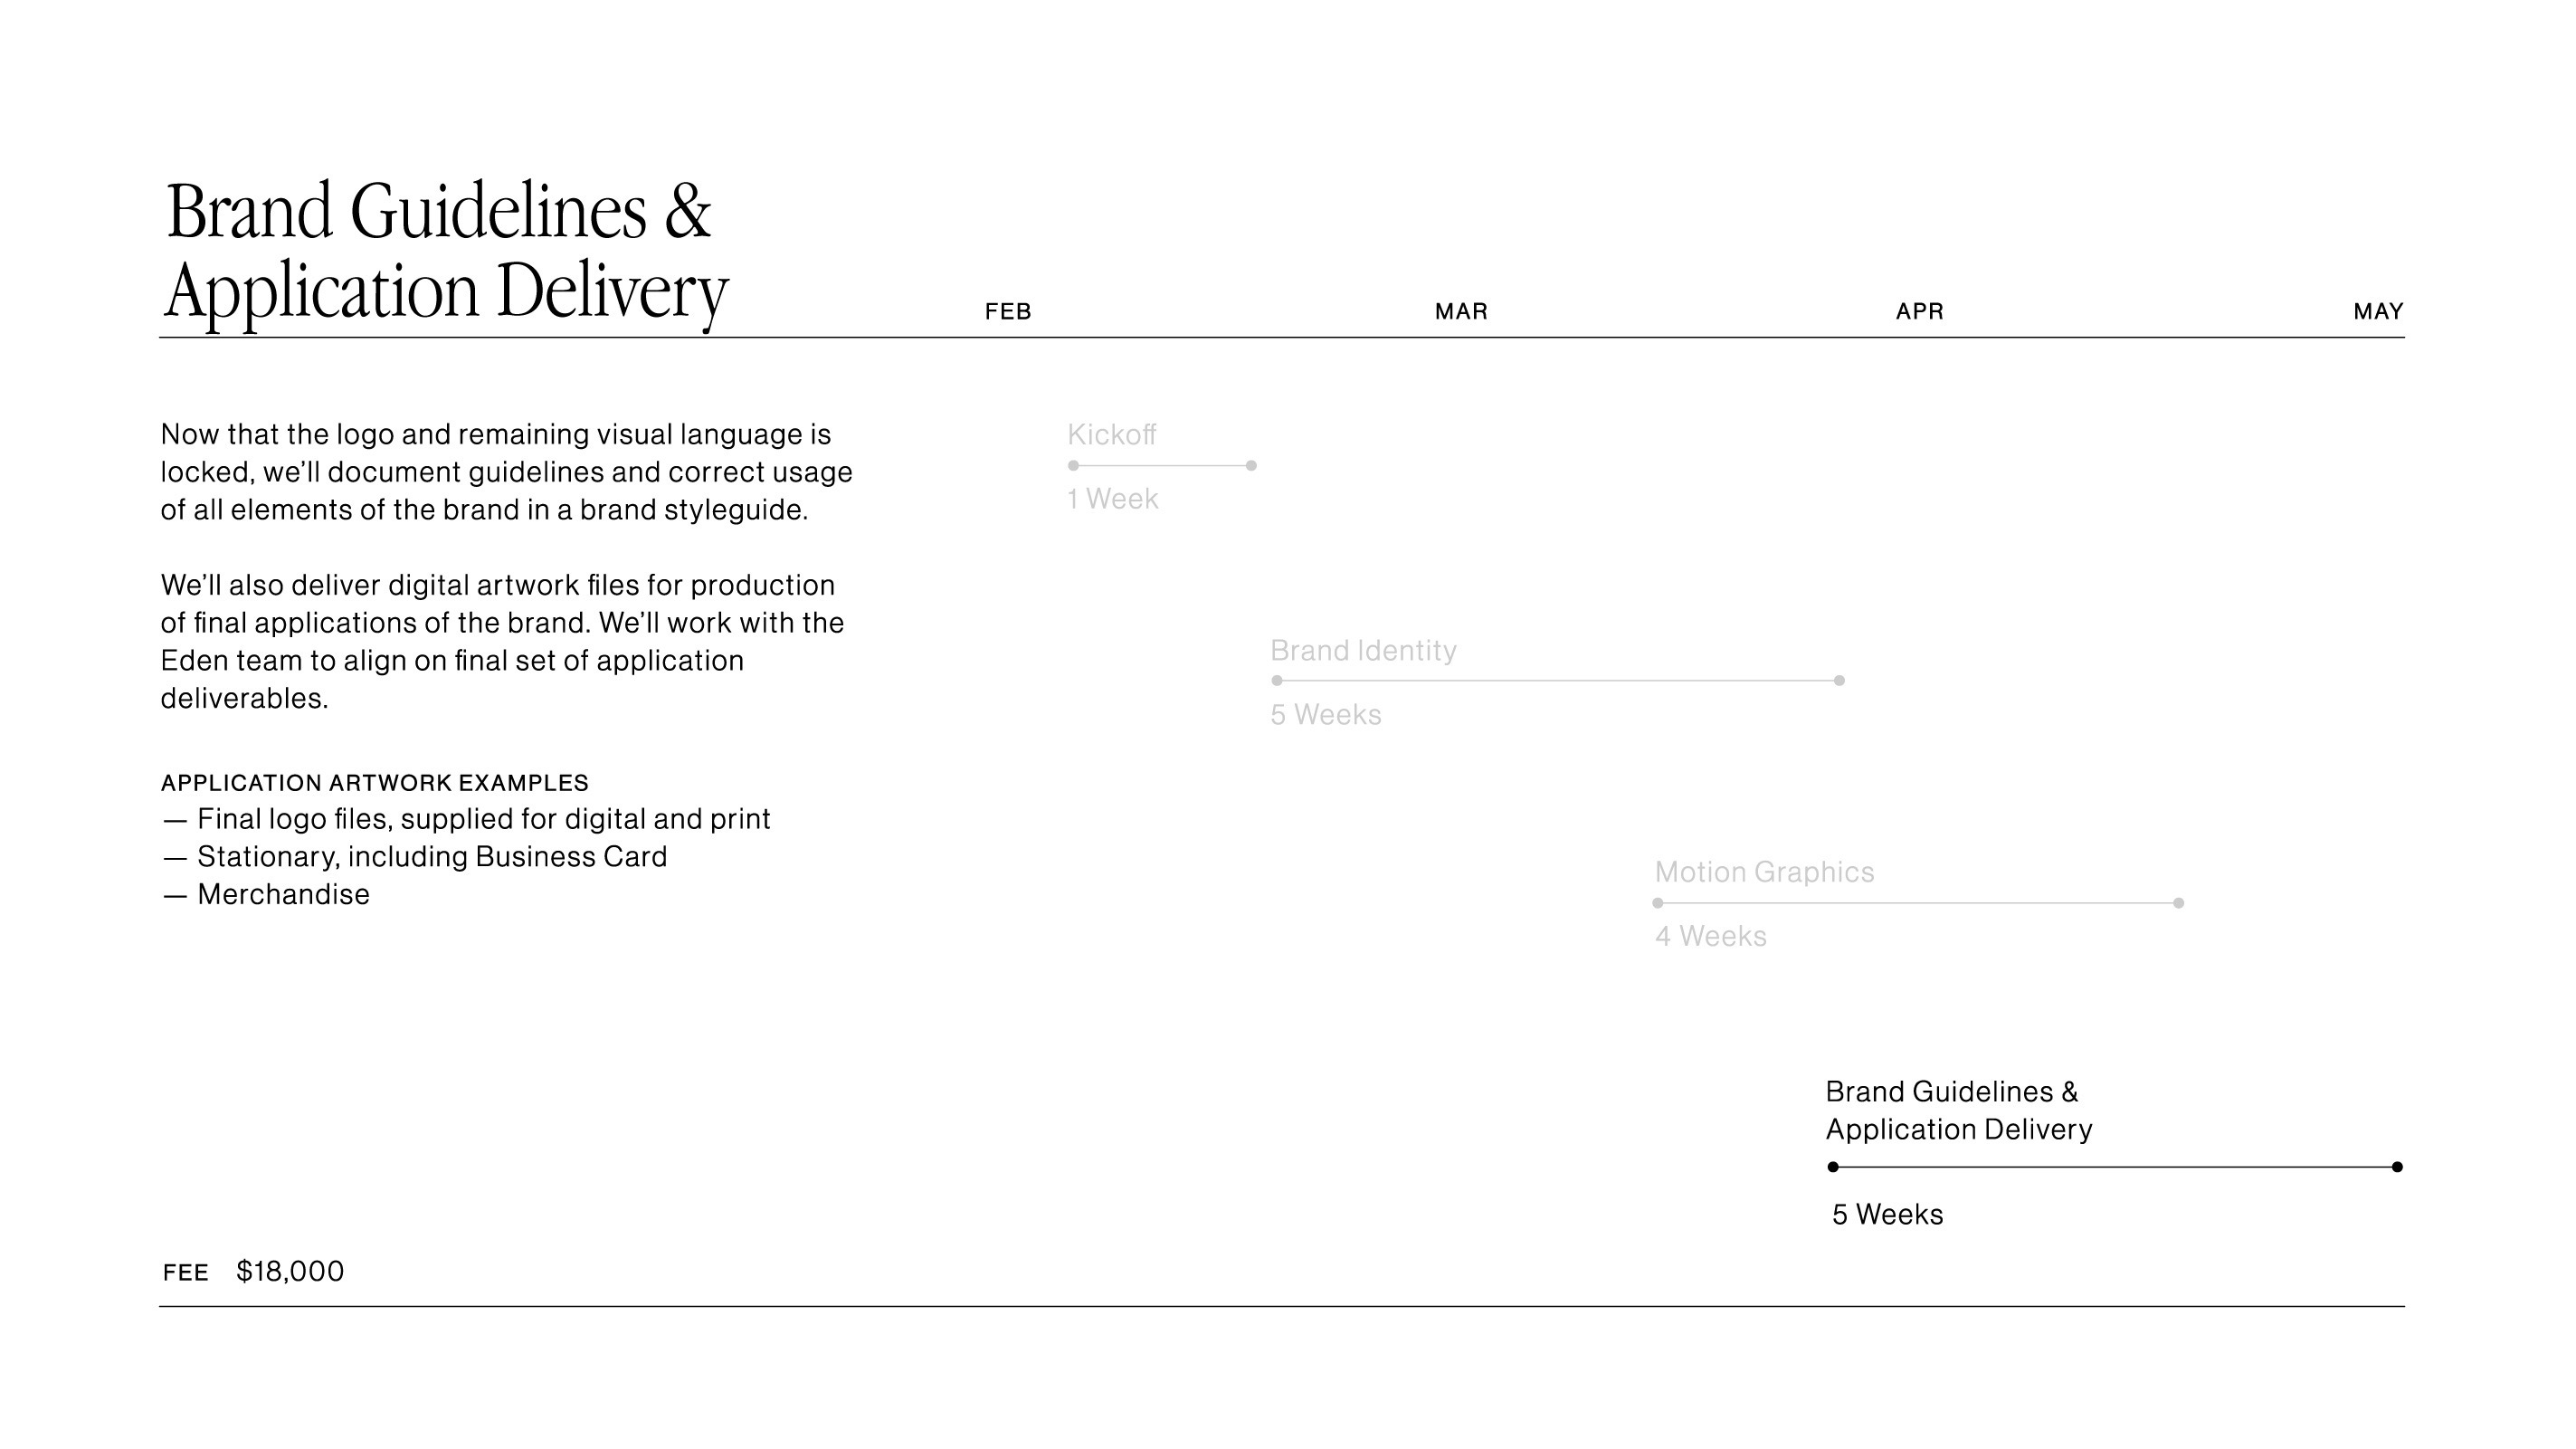 Brand Guidelines &
Application Delivery
FEB
MAR
APR
MAY
Now that the logo and remaining visual language is
locked, we’ll document guidelines and correct usage
of all elements of the brand in a brand styleguide.
We’ll also deliver digital artwork files for production
of final applications of the brand. We’ll work with the
Eden team to align on final set of application
deliverables.
APPLICATION ARTWORK EXAMPLES
— Final logo files, supplied for digital and print
— Stationary, including Business Card
— Merchandise
Kickoff
1 Week
Brand Identity
5 Weeks
Motion Graphics
4 Weeks
Brand Guidelines &
Application Delivery
5 Weeks
FEE $18,000